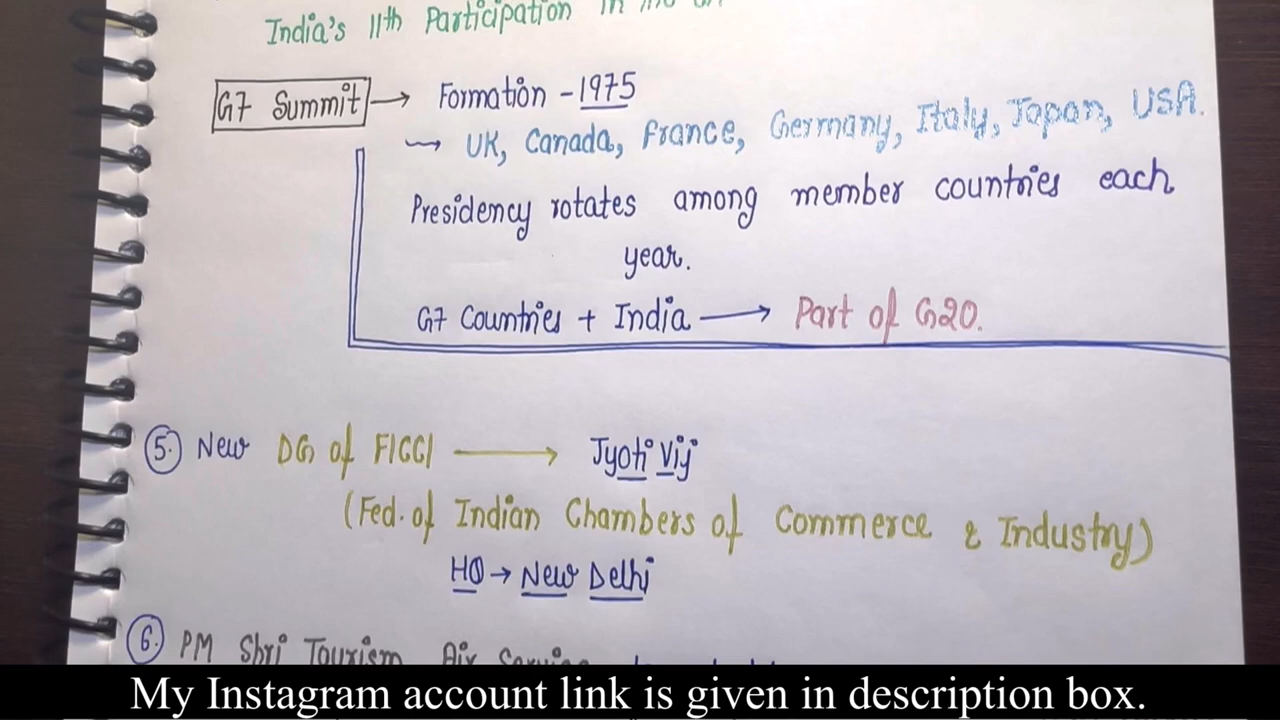 India's 11th Participation in
G7 Summit → Formation - 1975
→ UK, Canada, France, Germany, Italy, Japan, USA.
Presidency rotates among member countries each
year.
G7 Countries + India → Part of G20.
5. New DG of FICCI → Jyoti Vij
(Fed. of Indian Chambers of Commerce & Industry)
HQ → New Delhi
6. PM Shri Tourism Air Service
My Instagram account link is given in description box.